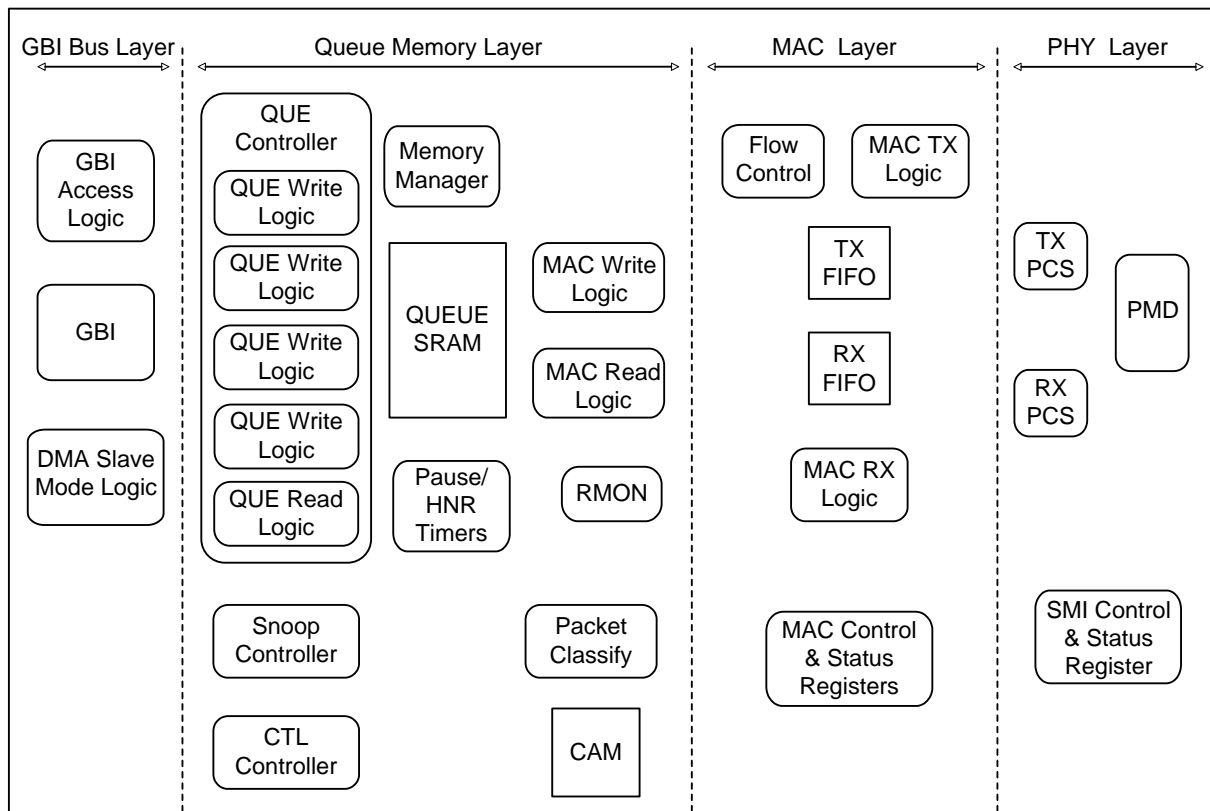 GBI Bus Layer
Queue Memory Layer
MAC  Layer
PHY  Layer
GBI
Access
Logic
GBI
DMA Slave
Mode Logic
QUE
Controller
QUE Write
Logic
QUE Write
Logic
QUE Write
Logic
QUE Write
Logic
QUE Read
Logic
Snoop
Controller
CTL
Controller
Memory
Manager
QUEUE
SRAM
Pause/
HNR
Timers
MAC Write
Logic
MAC Read
Logic
RMON
Packet
Classify
CAM
Flow
Control
MAC TX
Logic
TX
FIFO
RX
FIFO
MAC RX
Logic
MAC Control
& Status
Registers
TX
PCS
PMD
RX
PCS
SMI Control
& Status
Register